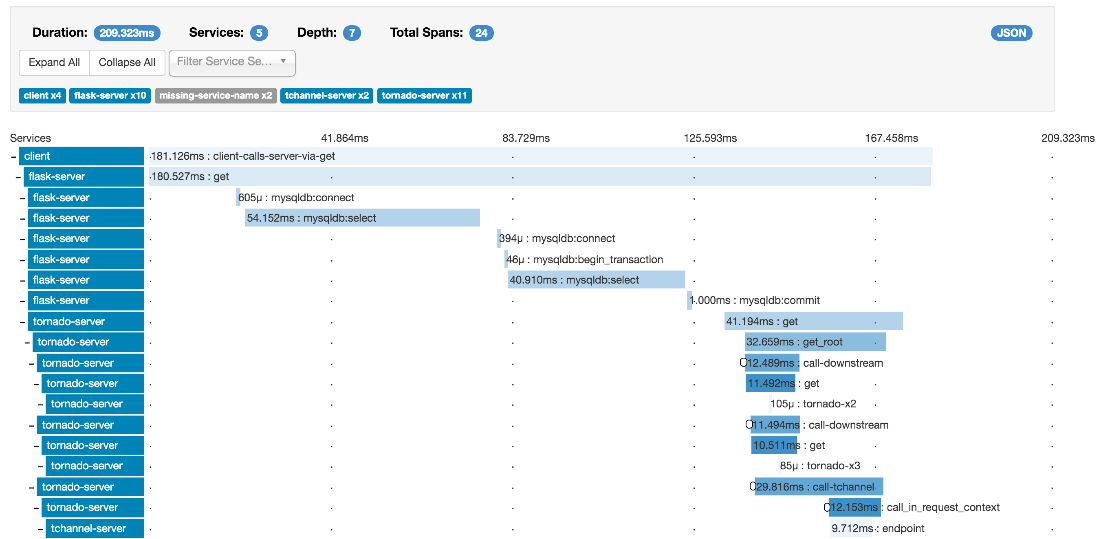 Duration: 209.323ms Services: 5 Depth: 7 Total Spans: 24 JSON
Expand All Collapse All Filter Service Se...
client x4 flask-server x10 missing-service-name x2 tchannel-server x2 tornado-server x11
Services 41.864ms 83.729ms 125.593ms 167.458ms 209.323ms
client 181.126ms : client-calls-server-via-get
flask-server 180.527ms : get
flask-server 605μ : mysqldb:connect
flask-server 54.152ms : mysqldb:select
flask-server 394μ : mysqldb:connect
flask-server 46μ : mysqldb:begin_transaction
flask-server 40.910ms : mysqldb:select
flask-server 1.000ms : mysqldb:commit
tornado-server 41.194ms : get
tornado-server 32.659ms : get_root
tornado-server 12.489ms : call-downstream
tornado-server 11.492ms : get
tornado-server 105μ : tornado-x2
tornado-server 11.494ms : call-downstream
tornado-server 10.511ms : get
tornado-server 85μ : tornado-x3
tornado-server 29.816ms : call-tchannel
tornado-server 12.153ms : call_in_request_context
tchannel-server 9.712ms : endpoint